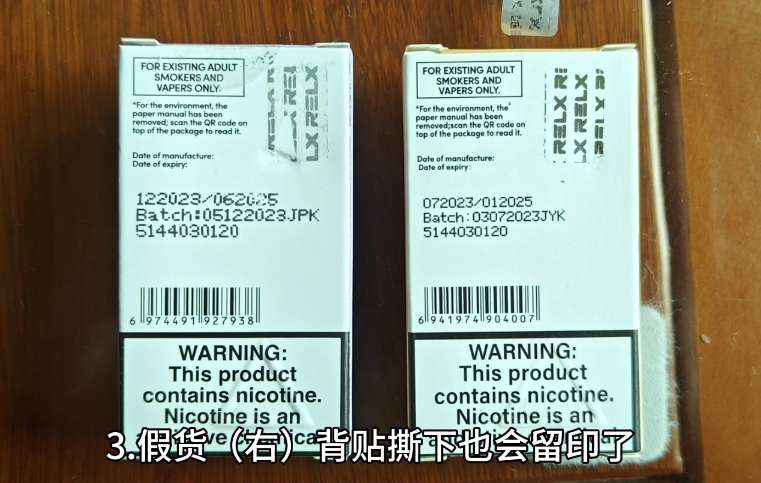 FOR EXISTING ADULT
SMOKERS AND
VAPERS ONLY.
*For the environment, the
paper manual has been
removed; scan the QR code on
top of the package to read it.
Date of manufacture:
Date of expiry:
122023/062025
Batch:05122023JPK
5144030120
6 974491 927938
WARNING:
This product
contains nicotine.
Nicotine is an
LX RELX
FOR EXISTING ADULT
SMOKERS AND
VAPERS ONLY.
*For the environment, the
paper manual has been
removed;scan the QR code on
top of the package to read it.
Date of manufacture:
Date of expiry:
072023/012025
Batch:03072023JYK
5144030120
6 941974 904007
WARNING:
This product
contains nicotine.
Nicotine is an
RELX
X RELX
3.假货（右）背贴撕下也会留印了